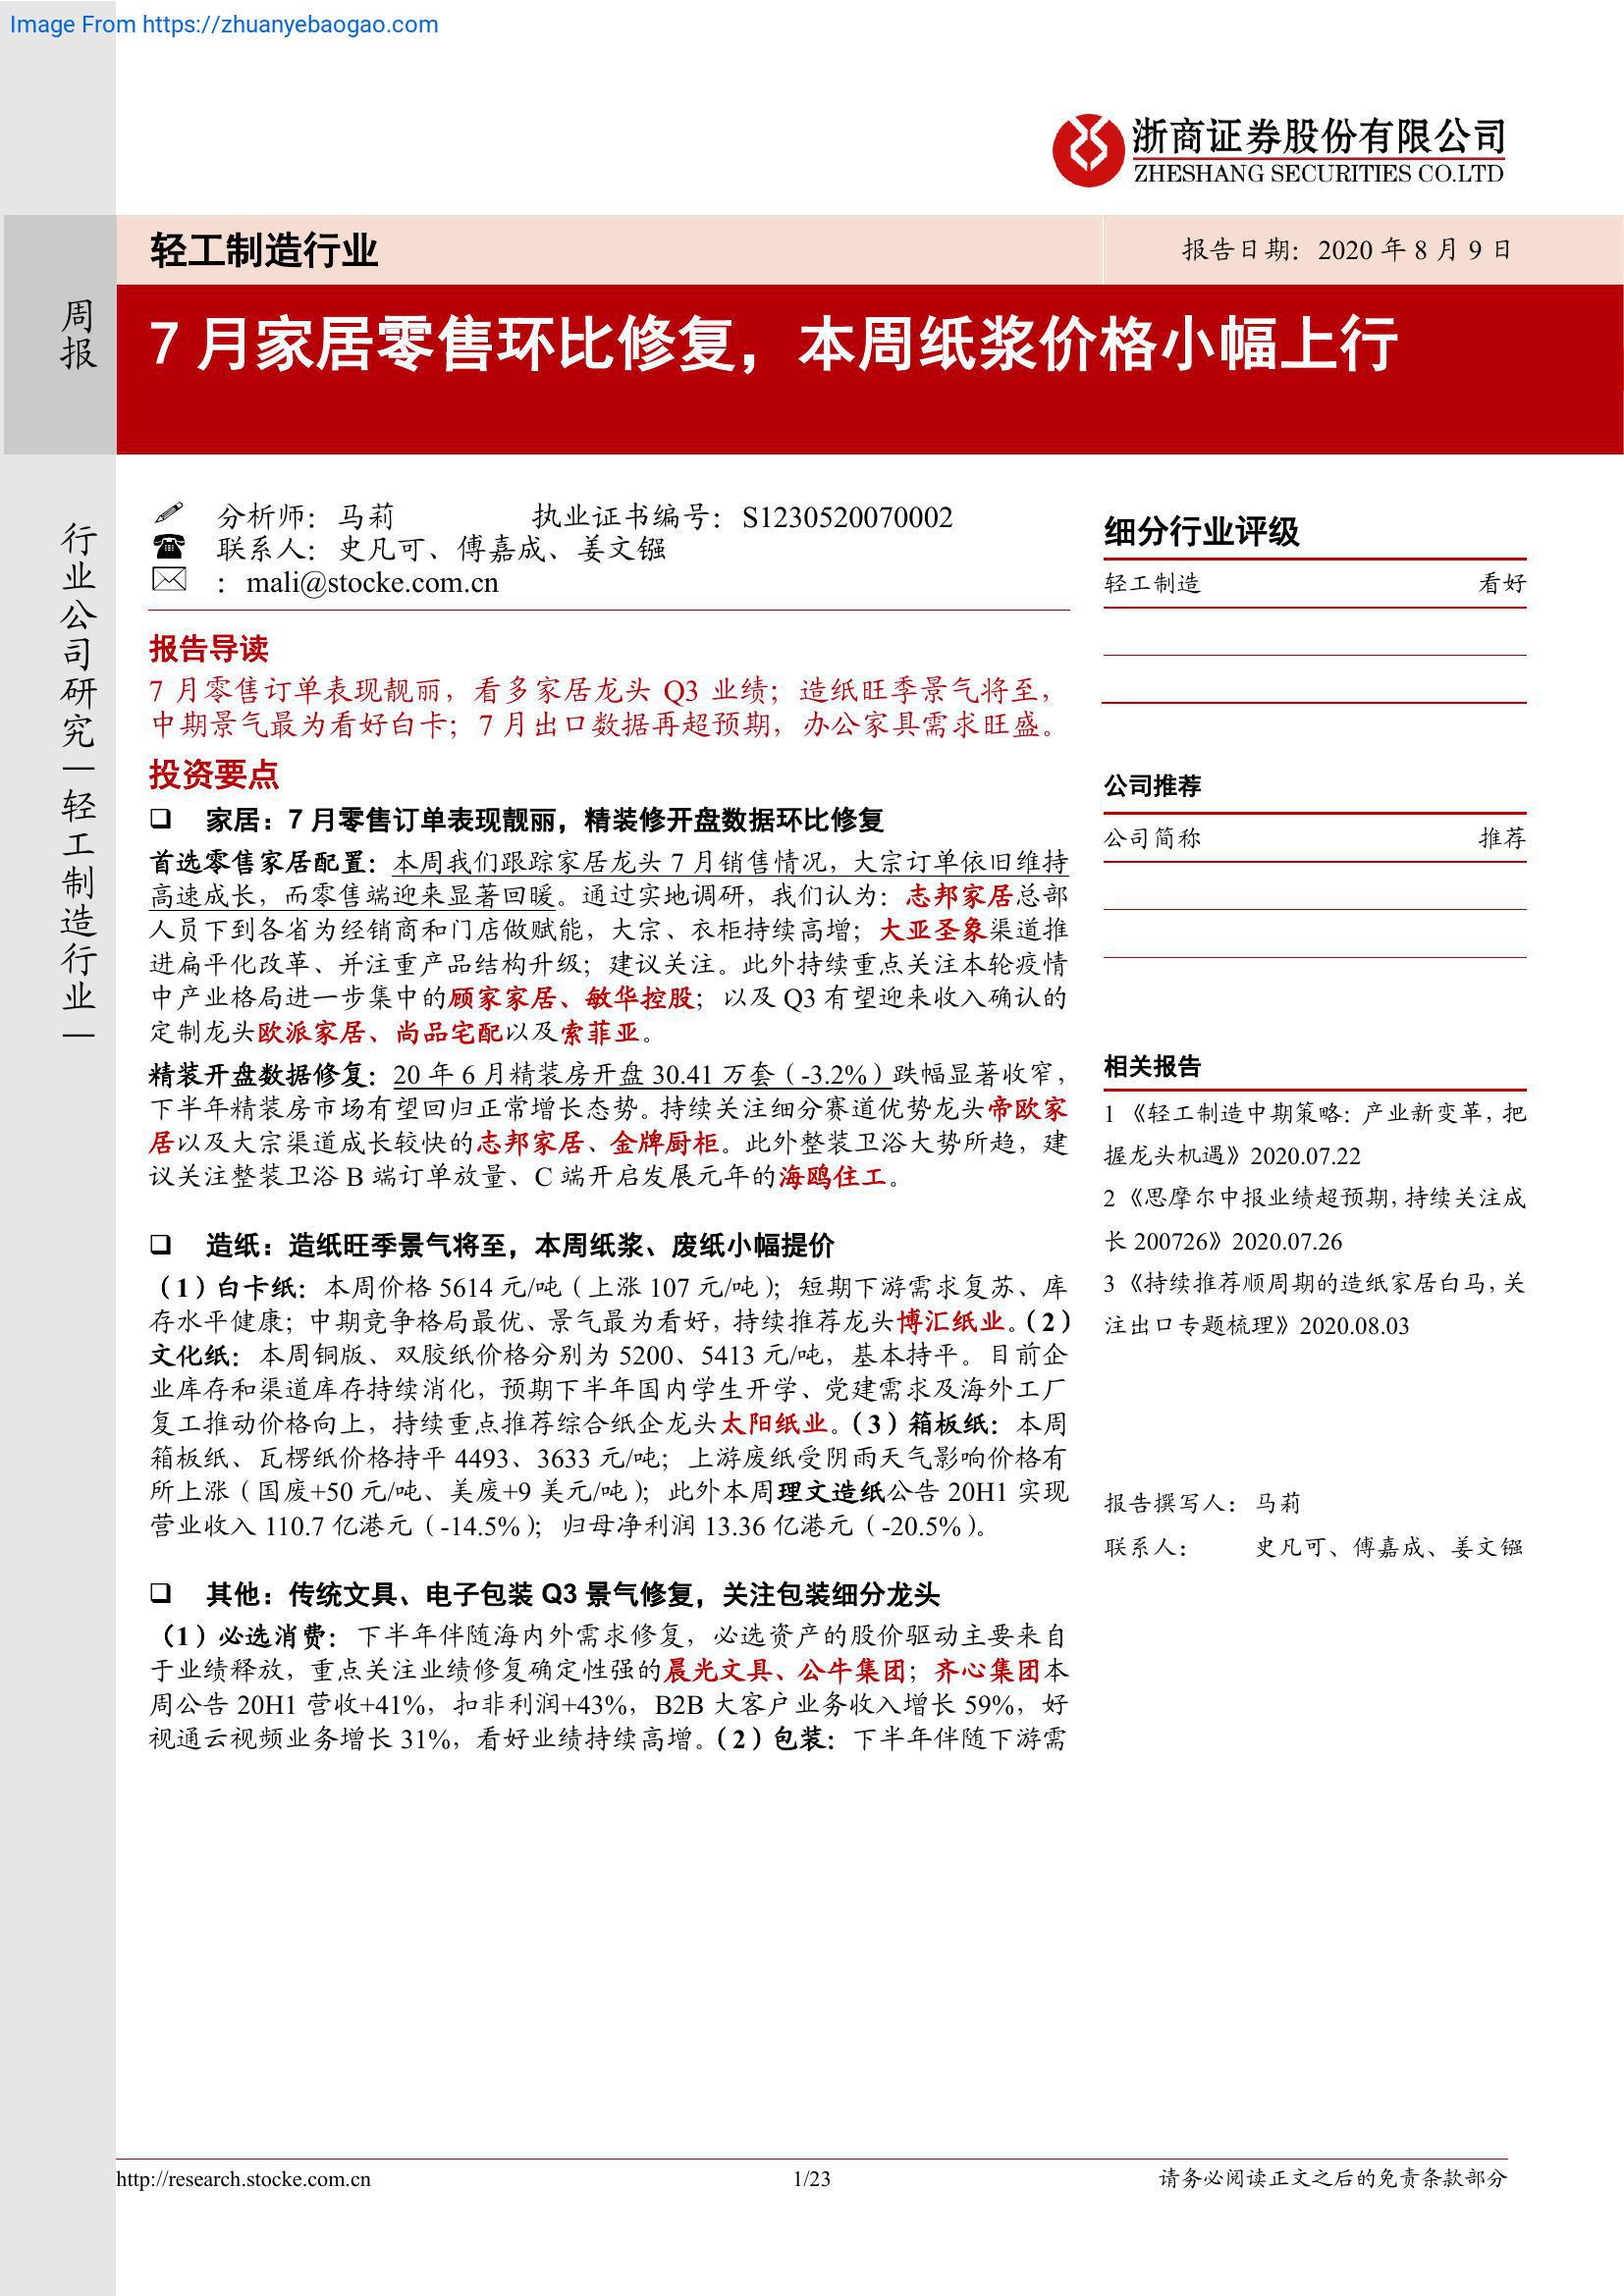 Image From https://zhuanyebaogao.com
浙商证券股份有限公司
ZHESHANG SECURITIES CO.LTD
轻工制造行业
报告日期：2020 年 8 月 9 日
周报
7 月家居零售环比修复，本周纸浆价格小幅上行
行业公司研究｜轻工制造行业｜
分析师：马莉 执业证书编号：S1230520070002
联系人：史凡可、傅嘉成、姜文镪
：mali@stocke.com.cn
报告导读
7 月零售订单表现靓丽，看多家居龙头 Q3 业绩；造纸旺季景气将至，
中期景气最为看好白卡；7 月出口数据再超预期，办公家具需求旺盛。
投资要点
❑ 家居：7 月零售订单表现靓丽，精装修开盘数据环比修复
首选零售家居配置：本周我们跟踪家居龙头 7 月销售情况，大宗订单依旧维持
高速成长，而零售端迎来显著回暖。通过实地调研，我们认为：志邦家居总部
人员下到各省为经销商和门店做赋能，大宗、衣柜持续高增；大亚圣象渠道推
进扁平化改革、并注重产品结构升级；建议关注。此外持续重点关注本轮疫情
中产业格局进一步集中的顾家家居、敏华控股；以及 Q3 有望迎来收入确认的
定制龙头欧派家居、尚品宅配以及索菲亚。
精装开盘数据修复：20 年 6 月精装房开盘 30.41 万套（-3.2%）跌幅显著收窄，
下半年精装房市场有望回归正常增长态势。持续关注细分赛道优势龙头帝欧家
居以及大宗渠道成长较快的志邦家居、金牌厨柜。此外整装卫浴大势所趋，建
议关注整装卫浴 B 端订单放量、C 端开启发展元年的海鸥住工。
❑ 造纸：造纸旺季景气将至，本周纸浆、废纸小幅提价
（1）白卡纸：本周价格 5614 元/吨（上涨 107 元/吨）；短期下游需求复苏、库
存水平健康；中期竞争格局最优、景气最为看好，持续推荐龙头博汇纸业。（2）
文化纸：本周铜版、双胶纸价格分别为 5200、5413 元/吨，基本持平。目前企
业库存和渠道库存持续消化，预期下半年国内学生开学、党建需求及海外工厂
复工推动价格向上，持续重点推荐综合纸企龙头太阳纸业。（3）箱板纸：本周
箱板纸、瓦楞纸价格持平 4493、3633 元/吨；上游废纸受阴雨天气影响价格有
所上涨（国废+50 元/吨、美废+9 美元/吨）；此外本周理文造纸公告 20H1 实现
营业收入 110.7 亿港元（-14.5%）；归母净利润 13.36 亿港元（-20.5%）。
❑ 其他：传统文具、电子包装 Q3 景气修复，关注包装细分龙头
（1）必选消费：下半年伴随海内外需求修复，必选资产的股价驱动主要来自
于业绩释放，重点关注业绩修复确定性强的晨光文具、公牛集团；齐心集团本
周公告 20H1 营收+41%，扣非利润+43%，B2B 大客户业务收入增长 59%，好
视通云视频业务增长 31%，看好业绩持续高增。（2）包装：下半年伴随下游需
细分行业评级
轻工制造 看好
公司推荐
公司简称 推荐
相关报告
1 《轻工制造中期策略：产业新变革，把
握龙头机遇》2020.07.22
2 《思摩尔中报业绩超预期，持续关注成
长 200726》2020.07.26
3 《持续推荐顺周期的造纸家居白马，关
注出口专题梳理》2020.08.03
报告撰写人：马莉
联系人： 史凡可、傅嘉成、姜文镪
http://research.stocke.com.cn
1/23
请务必阅读正文之后的免责条款部分